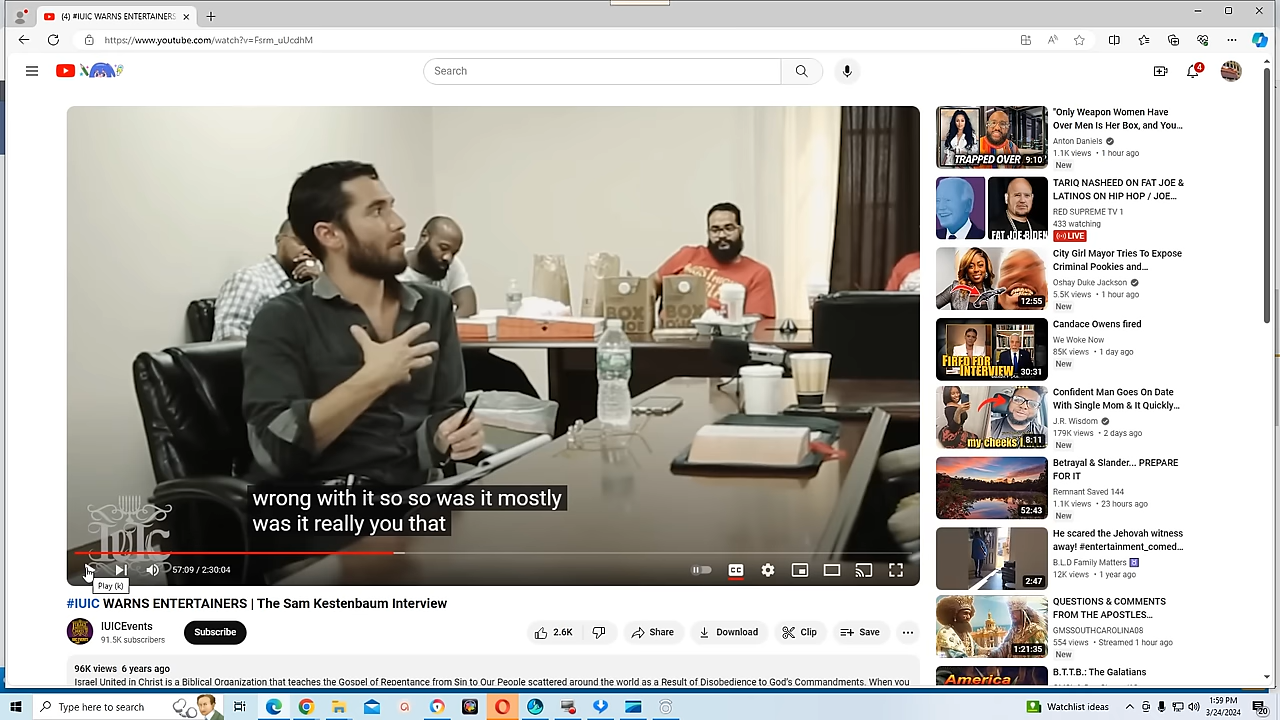 (4) #IUIC WARNS ENTERTAINERS
https://www.youtube.com/watch?v=Fsrm_uUcdhM
Search
4
IUIC
wrong with it so so was it mostly
was it really you that
57:09 / 2:30:04
CC
Play (k)
#IUIC WARNS ENTERTAINERS | The Sam Kestenbaum Interview
IUICEvents
91.5K subscribers
Subscribe
2.6K
Share
Download
Clip
Save
96K views 6 years ago
Israel United in Christ is a Biblical Organization that teaches the Gospel of Repentance from Sin to Our People scattered around the world as a Result of Disobedience to God's Commandments. When you
TRAPPED OVER
9:10
"Only Weapon Women Have
Over Men Is Her Box, and You...
Anton Daniels
1.1K views • 1 hour ago
New
FAT JOE-BIDEN
TARIQ NASHEED ON FAT JOE &
LATINOS ON HIP HOP / JOE...
RED SUPREME TV 1
433 watching
LIVE
12:55
City Girl Mayor Tries To Expose
Criminal Pookies and...
Oshay Duke Jackson
5.5K views • 1 hour ago
New
FIRED FOR
INTERVIEW
30:31
Candace Owens fired
We Woke Now
85K views • 1 day ago
New
my cheeks
8:11
Confident Man Goes On Date
With Single Mom & It Quickly...
J.R. Wisdom
179K views • 2 days ago
New
52:43
Betrayal & Slander... PREPARE
FOR IT
Remnant Saved 144
1.1K views • 23 hours ago
New
2:47
He scared the Jehovah witness
away! #entertainment_comed...
B.L.D Family Matters
12K views • 1 year ago
1:21:35
QUESTIONS & COMMENTS
FROM THE APOSTLES...
GMSSOUTHCAROLINA08
554 views • Streamed 1 hour ago
New
America
B.T.T.B.: The Galatians
Type here to search
Watchlist ideas
1:59 PM
3/24/2024
20